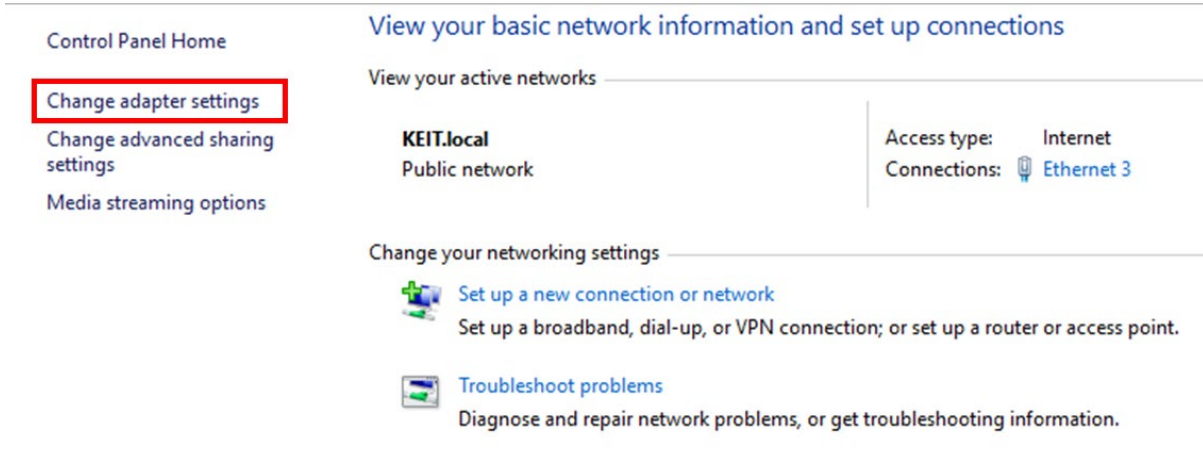 Control Panel Home
Change adapter settings
Change advanced sharing
settings
Media streaming options
View your basic network information and set up connections
View your active networks
KEIT.local
Public network
Access type: Internet
Connections: Ethernet 3
Change your networking settings
Set up a new connection or network
Set up a broadband, dial-up, or VPN connection; or set up a router or access point.
Troubleshoot problems
Diagnose and repair network problems, or get troubleshooting information.